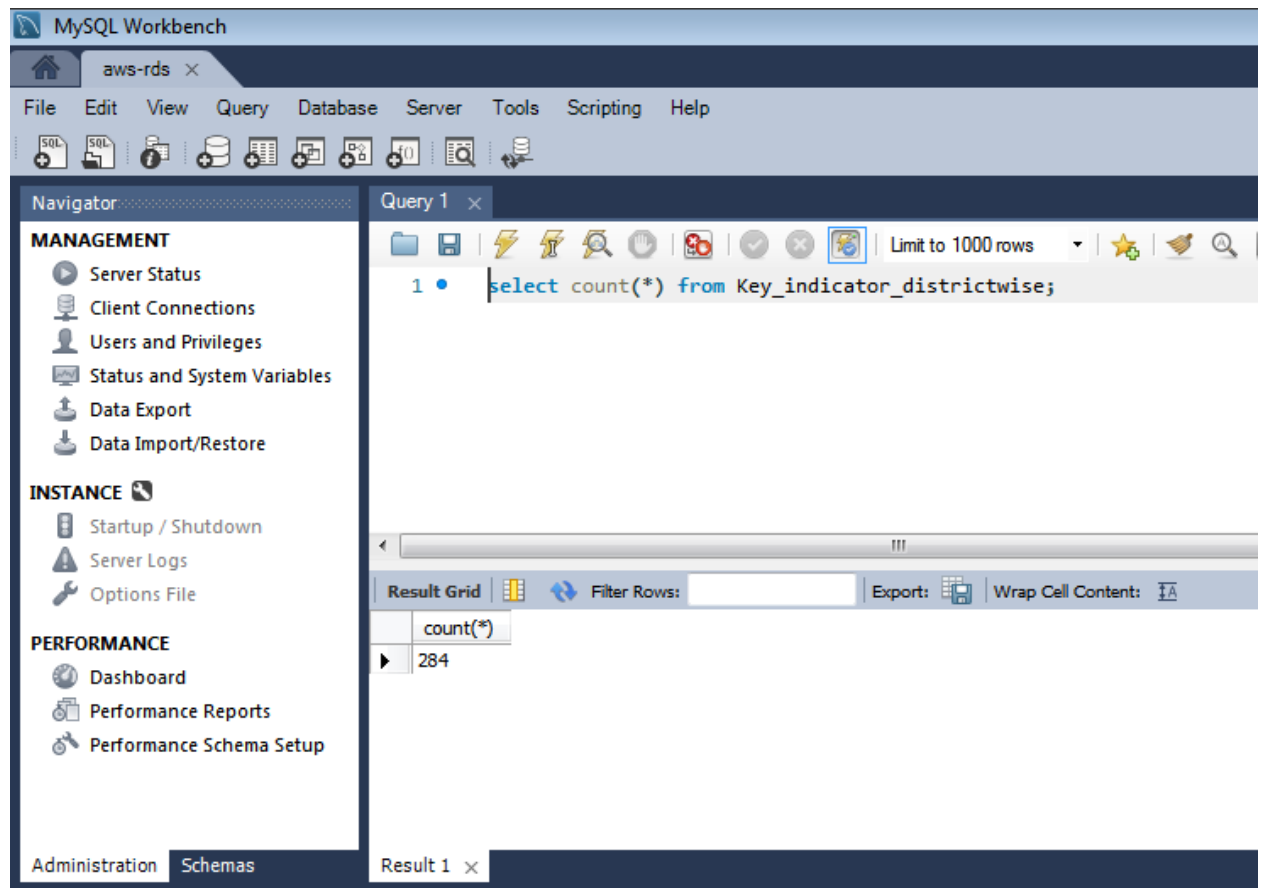 MySQL Workbench
aws-rds
File Edit View Query Database Server Tools Scripting Help
Navigator
MANAGEMENT
Server Status
Client Connections
Users and Privileges
Status and System Variables
Data Export
Data Import/Restore
INSTANCE
Startup / Shutdown
Server Logs
Options File
PERFORMANCE
Dashboard
Performance Reports
Performance Schema Setup
Administration Schemas
Query 1
Limit to 1000 rows
1 select count(*) from Key_indicator_districtwise;
Result Grid Filter Rows: Export: Wrap Cell Content:
count(*)
284
Result 1